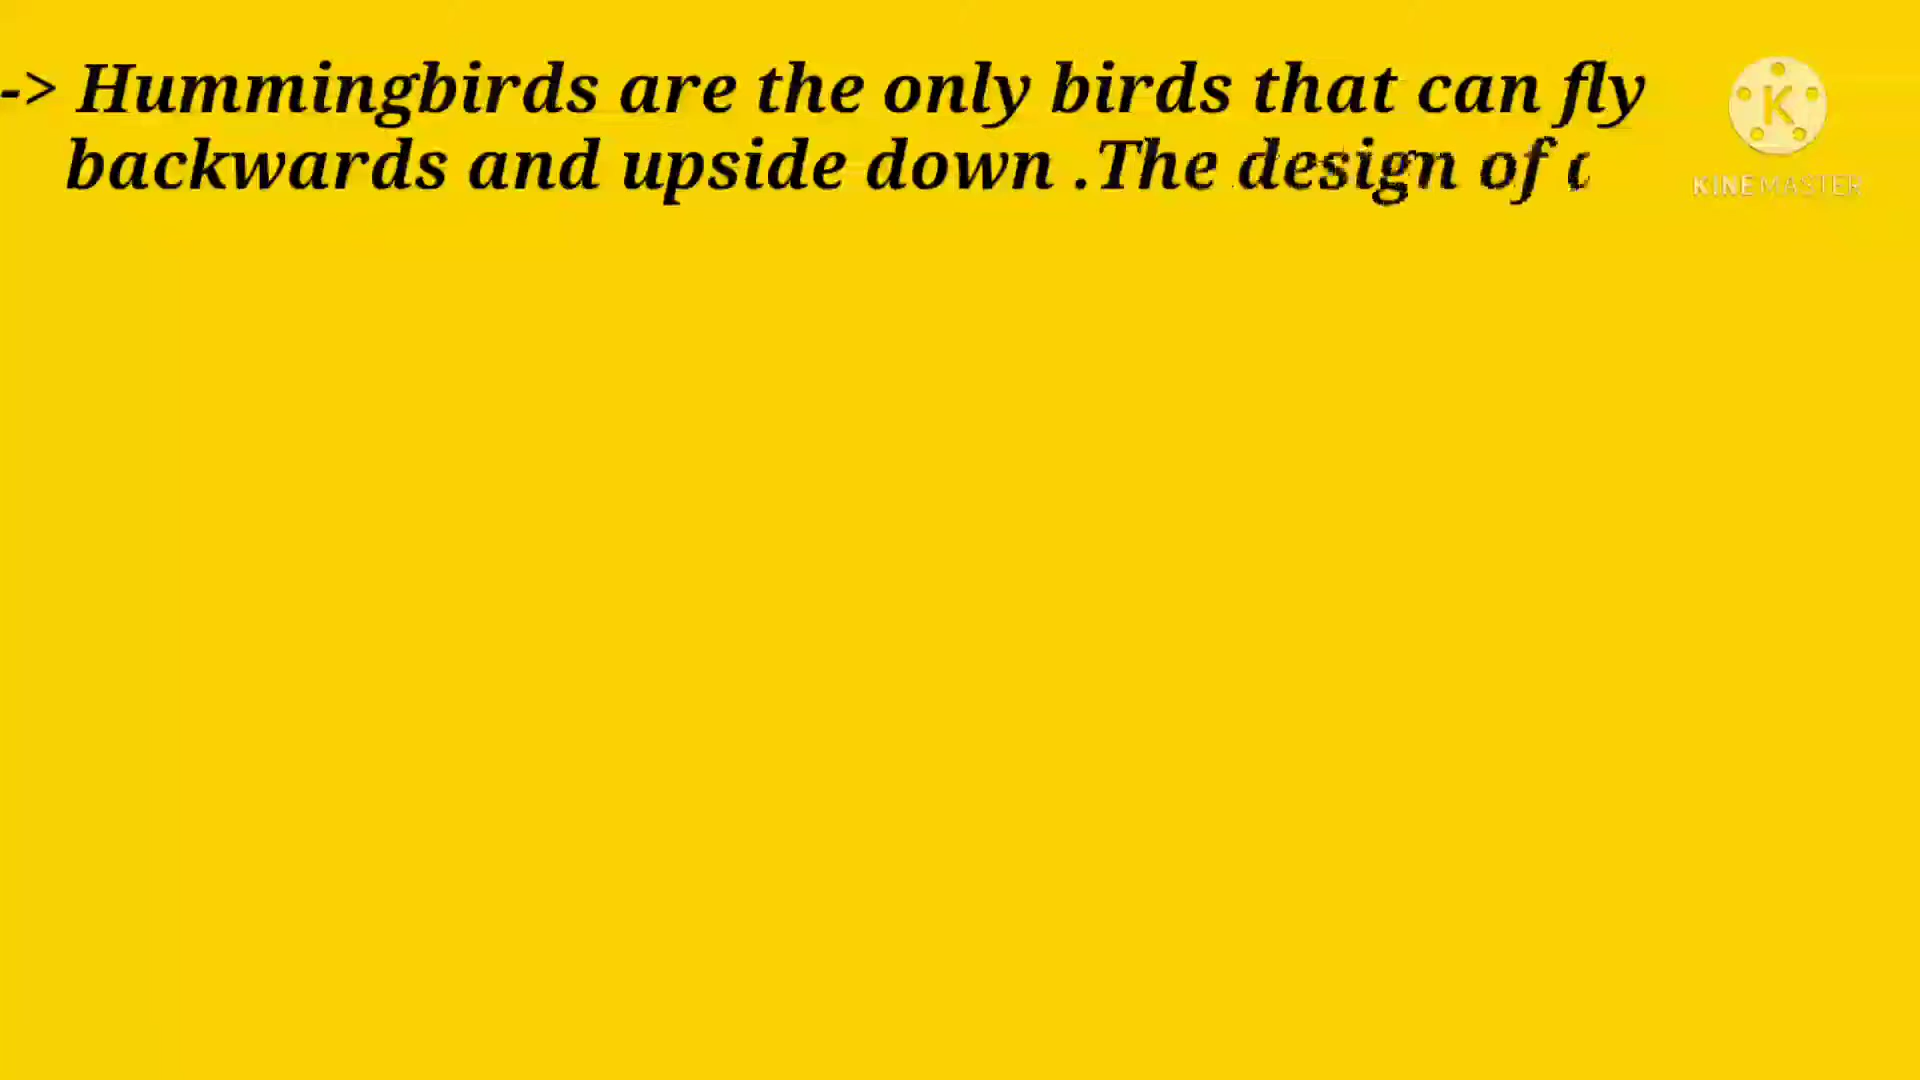 -> Hummingbirds are the only birds that can fly
backwards and upside down .The design of
KINEMASTER